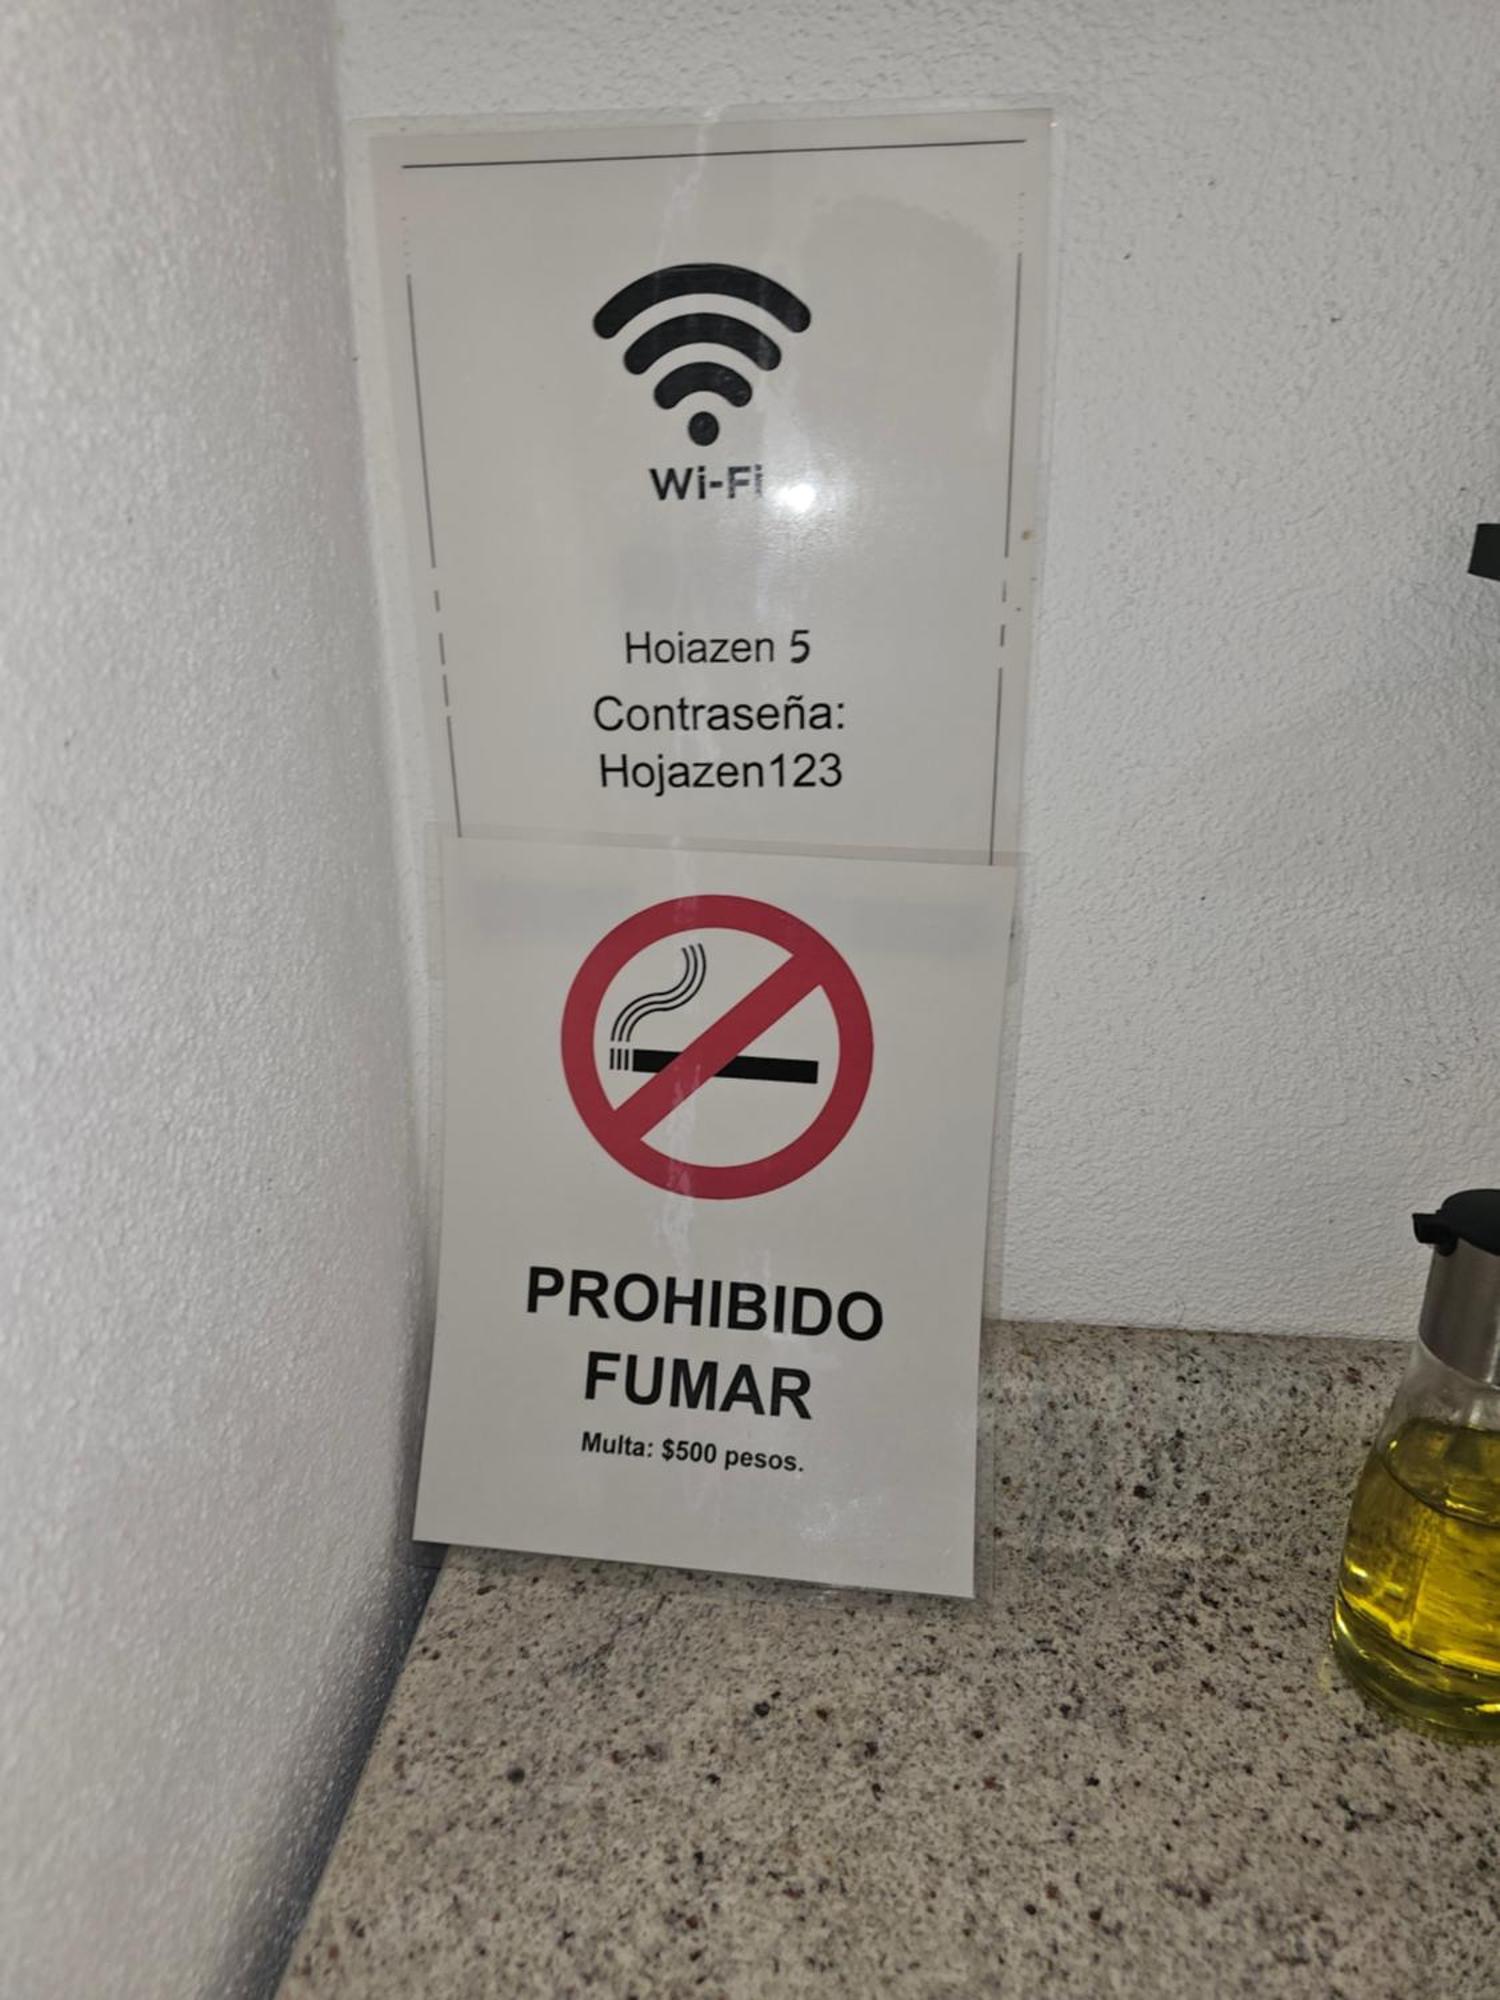 Wi-Fi
Hoiazen 5
Contraseña:
Hojazen123
PROHIBIDO
FUMAR
Multa: $500 pesos.